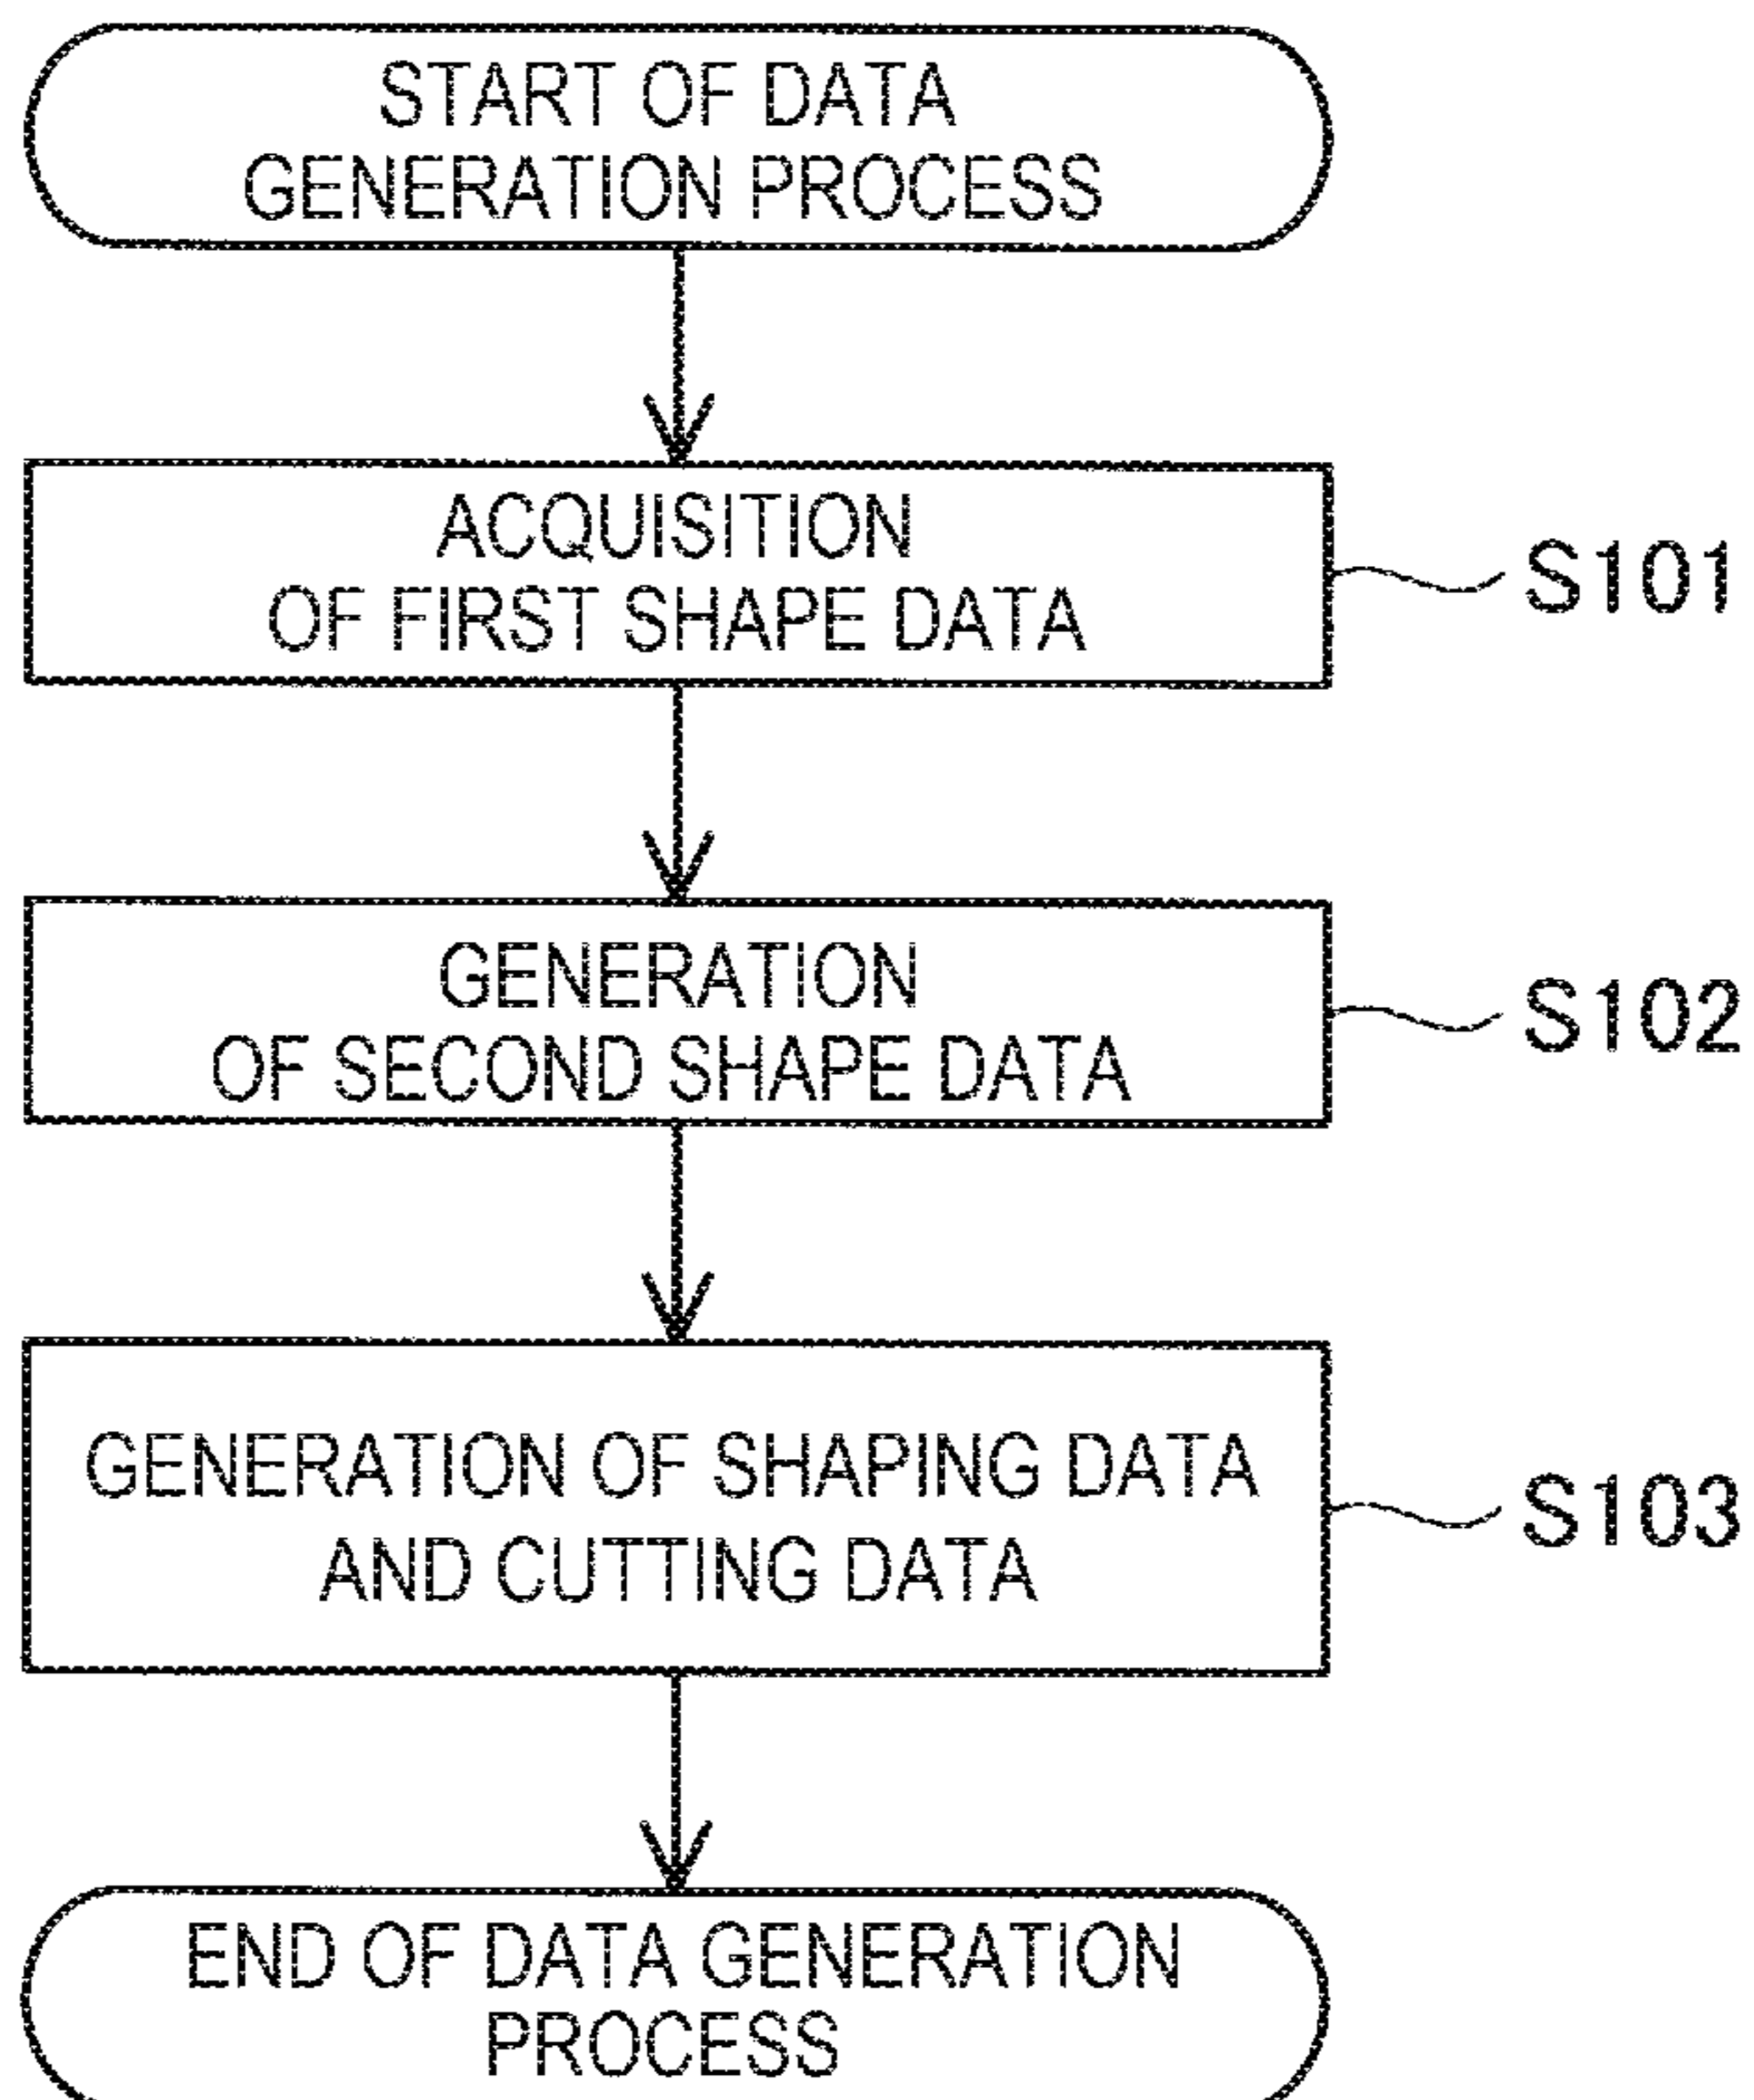 START OF DATA
GENERATION PROCESS
ACQUISITION
OF FIRST SHAPE DATA
S101
GENERATION
OF SECOND SHAPE DATA
S102
GENERATION OF SHAPING DATA
AND CUTTING DATA
S103
END OF DATA GENERATION
PROCESS